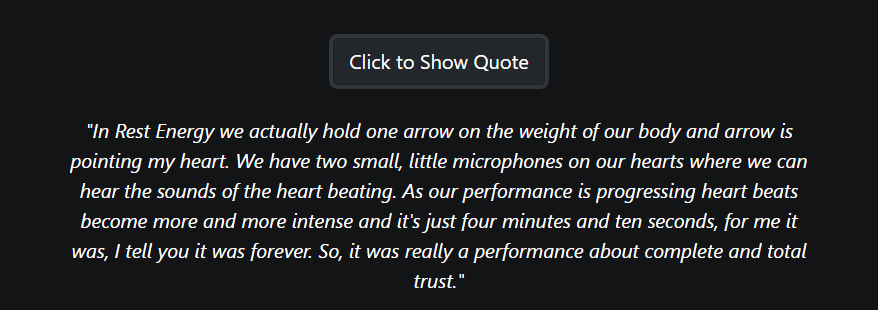 Click to Show Quote
"In Rest Energy we actually hold one arrow on the weight of our body and arrow is
pointing my heart. We have two small, little microphones on our hearts where we can
hear the sounds of the heart beating. As our performance is progressing heart beats
become more and more intense and it's just four minutes and ten seconds, for me it
was, I tell you it was forever. So, it was really a performance about complete and total
trust."